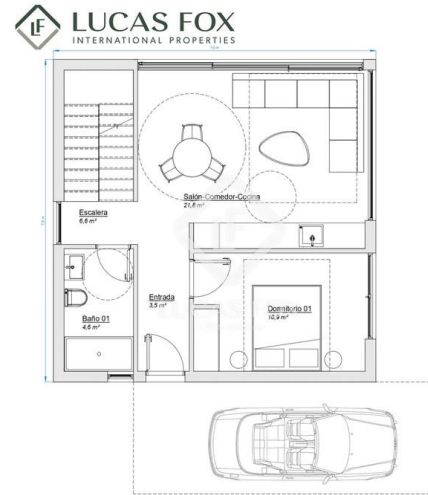 LUCAS FOX
INTERNATIONAL PROPERTIES
Salón-Comedor-Cocina
21,8 m²
Escalera
6,6 m²
Entrada
3,5 m²
Baño 01
4,6 m²
Dormitorio 01
10,9 m²